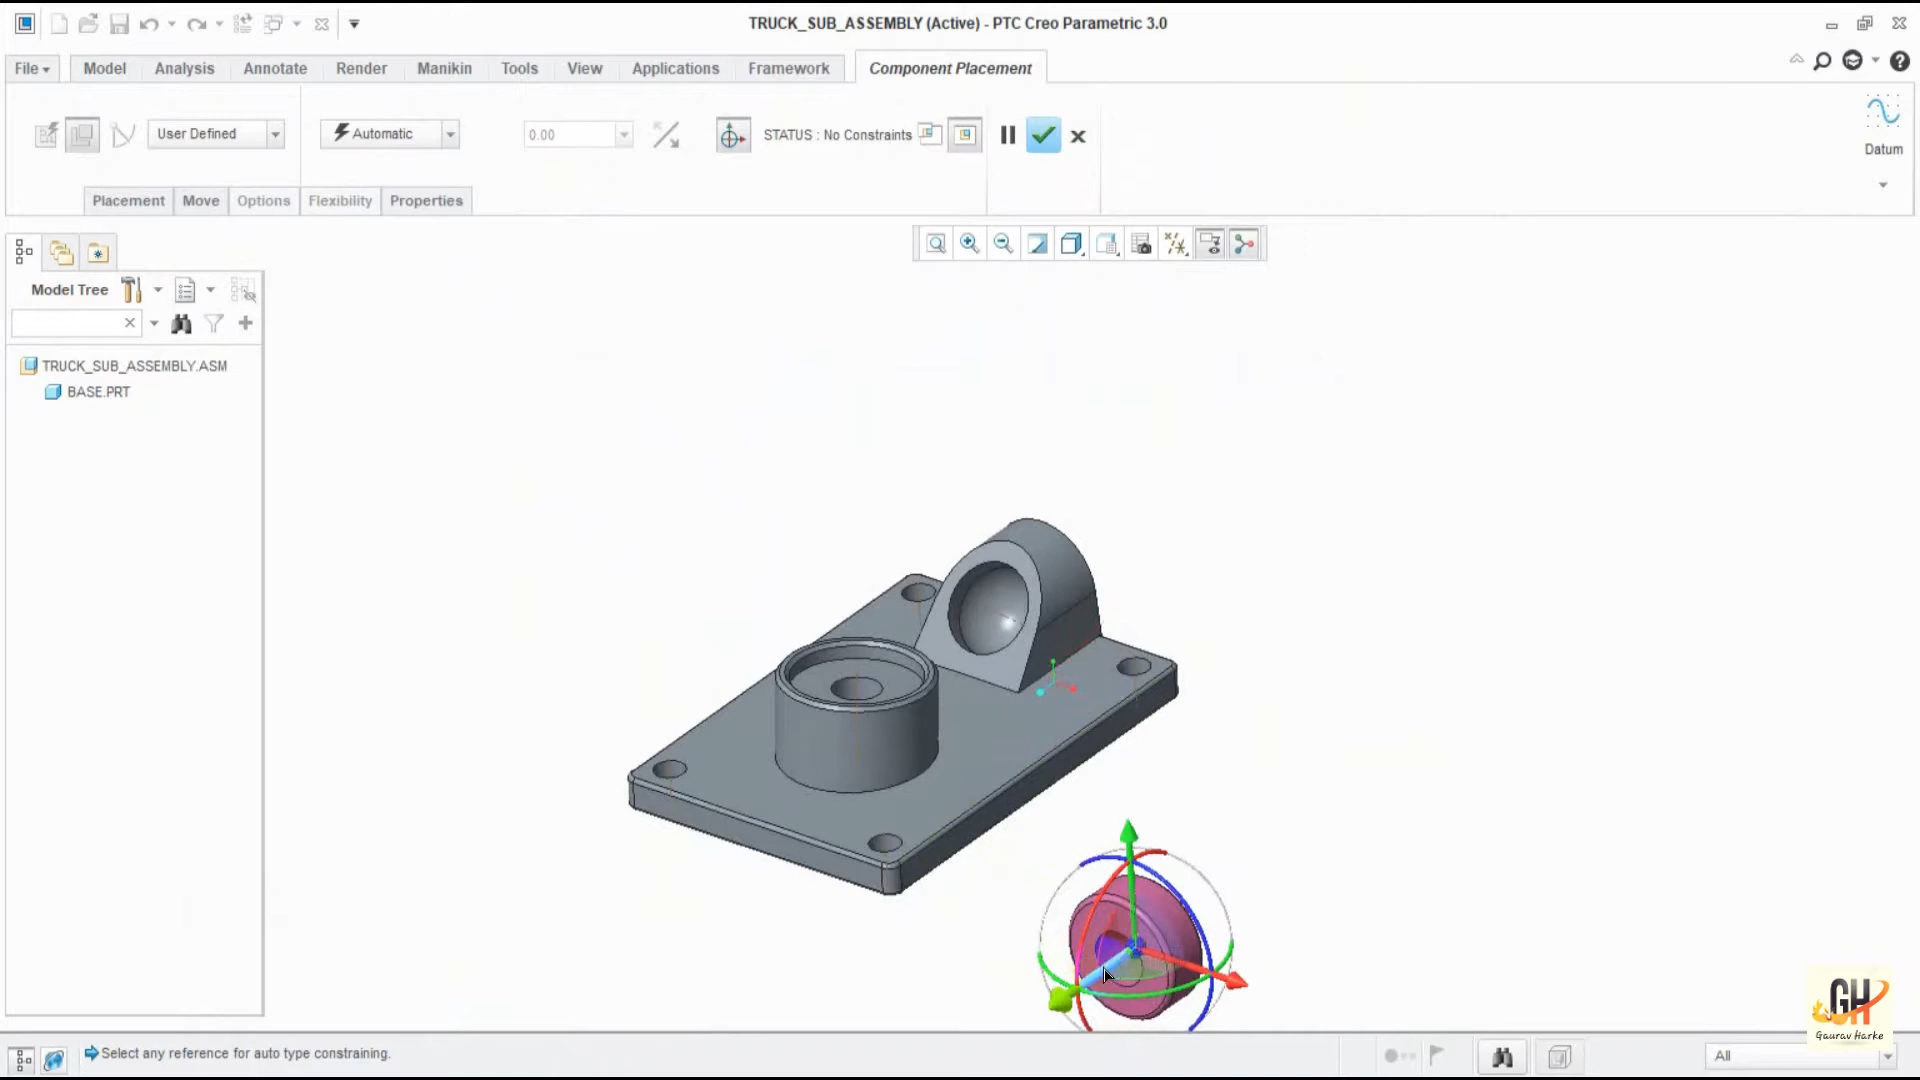 TRUCK_SUB_ASSEMBLY (Active) - PTC Creo Parametric 3.0
File Model Analysis Annotate Render Manikin Tools View Applications Framework Component Placement
User Defined Automatic 0.00 STATUS : No Constraints
Datum
Placement Move Options Flexibility Properties
Model Tree
TRUCK_SUB_ASSEMBLY.ASM
BASE.PRT
GH
Gaurav Harke
Select any reference for auto type constraining.
All